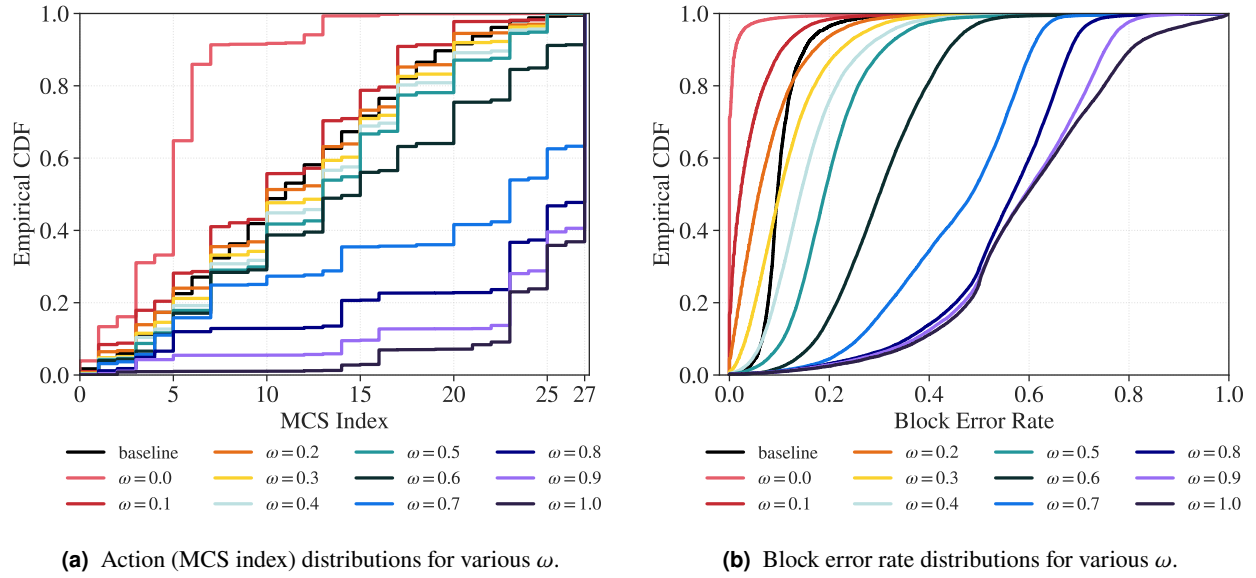 1.0
0.8
0.6
0.4
0.2
0.0
Empirical CDF
0 5 10 15 20 25 27
MCS Index
baseline ω = 0.2 ω = 0.5 ω = 0.8
ω = 0.0 ω = 0.3 ω = 0.6 ω = 0.9
ω = 0.1 ω = 0.4 ω = 0.7 ω = 1.0
(a) Action (MCS index) distributions for various ω.
1.0
0.8
0.6
0.4
0.2
0.0
Empirical CDF
0.0 0.2 0.4 0.6 0.8 1.0
Block Error Rate
baseline ω = 0.2 ω = 0.5 ω = 0.8
ω = 0.0 ω = 0.3 ω = 0.6 ω = 0.9
ω = 0.1 ω = 0.4 ω = 0.7 ω = 1.0
(b) Block error rate distributions for various ω.